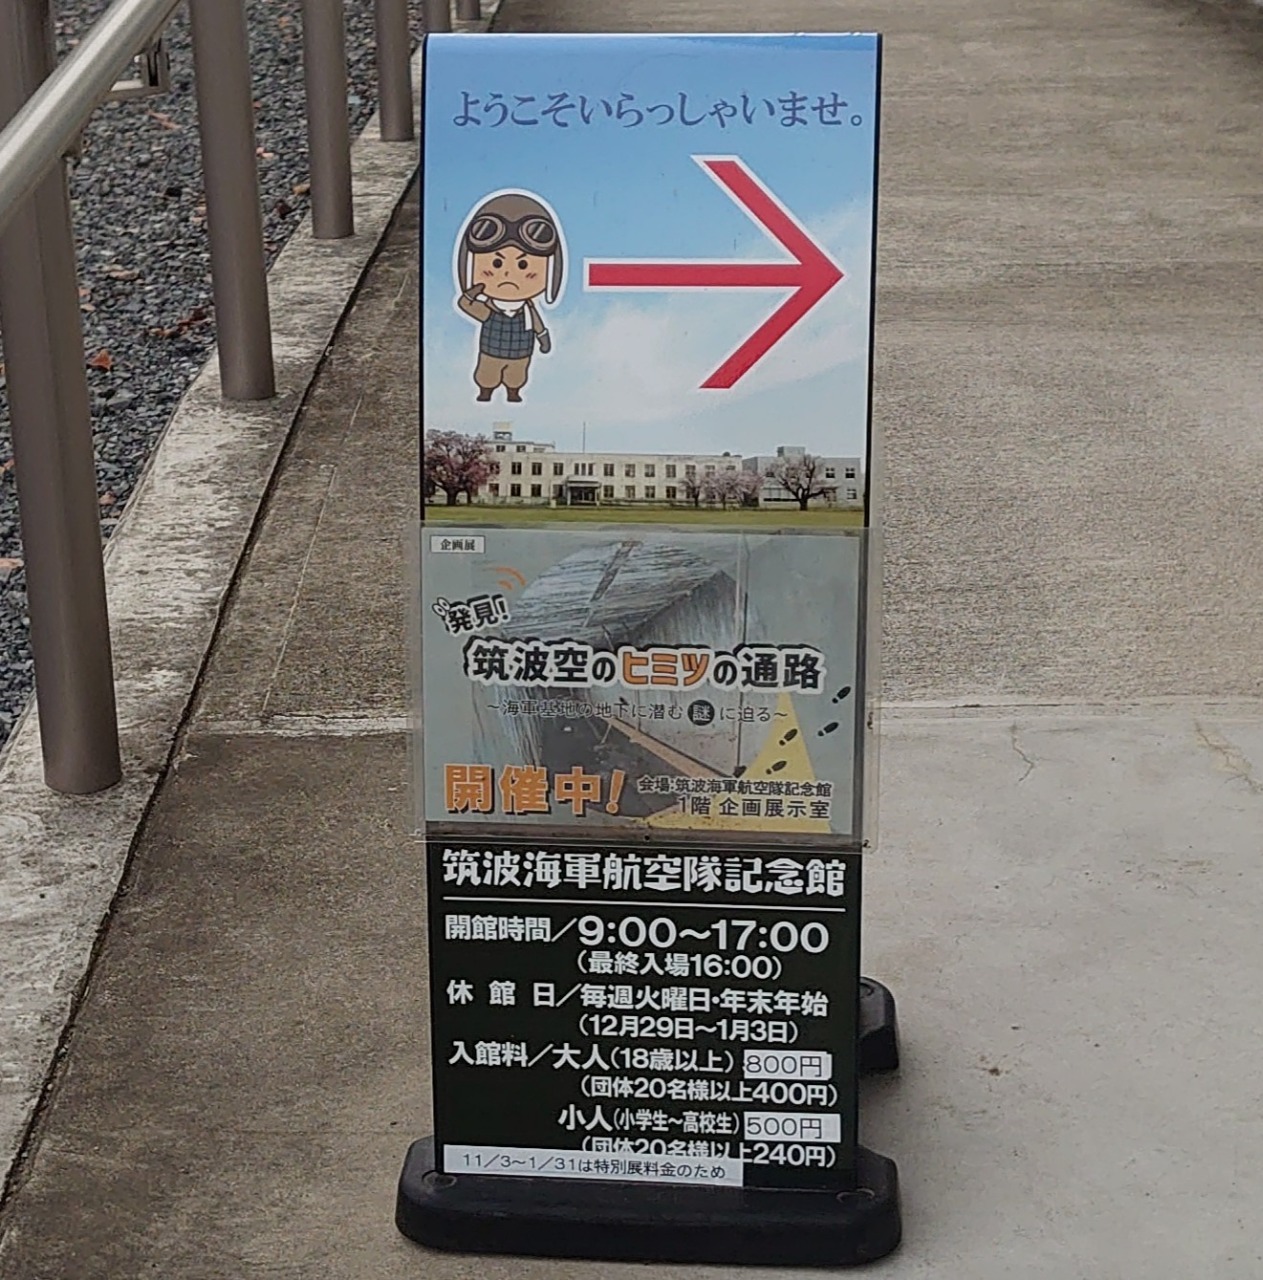 ようこそいらっしゃいませ。
企画展
発見!!
筑波空のヒミツの通路
～海軍基地の地下に潜む謎に迫る～
開催中！
会場:筑波海軍航空隊記念館
1階 企画展示室
筑波海軍航空隊記念館
開館時間／9:00～17:00
（最終入場16:00）
休館日／毎週火曜日・年末年始
（12月29日～1月3日）
入館料／大人（18歳以上）800円
（団体20名様以上400円）
小人（小学生～高校生）500円
（団体20名様以上240円）
11／3～1／31は特別展料金のため